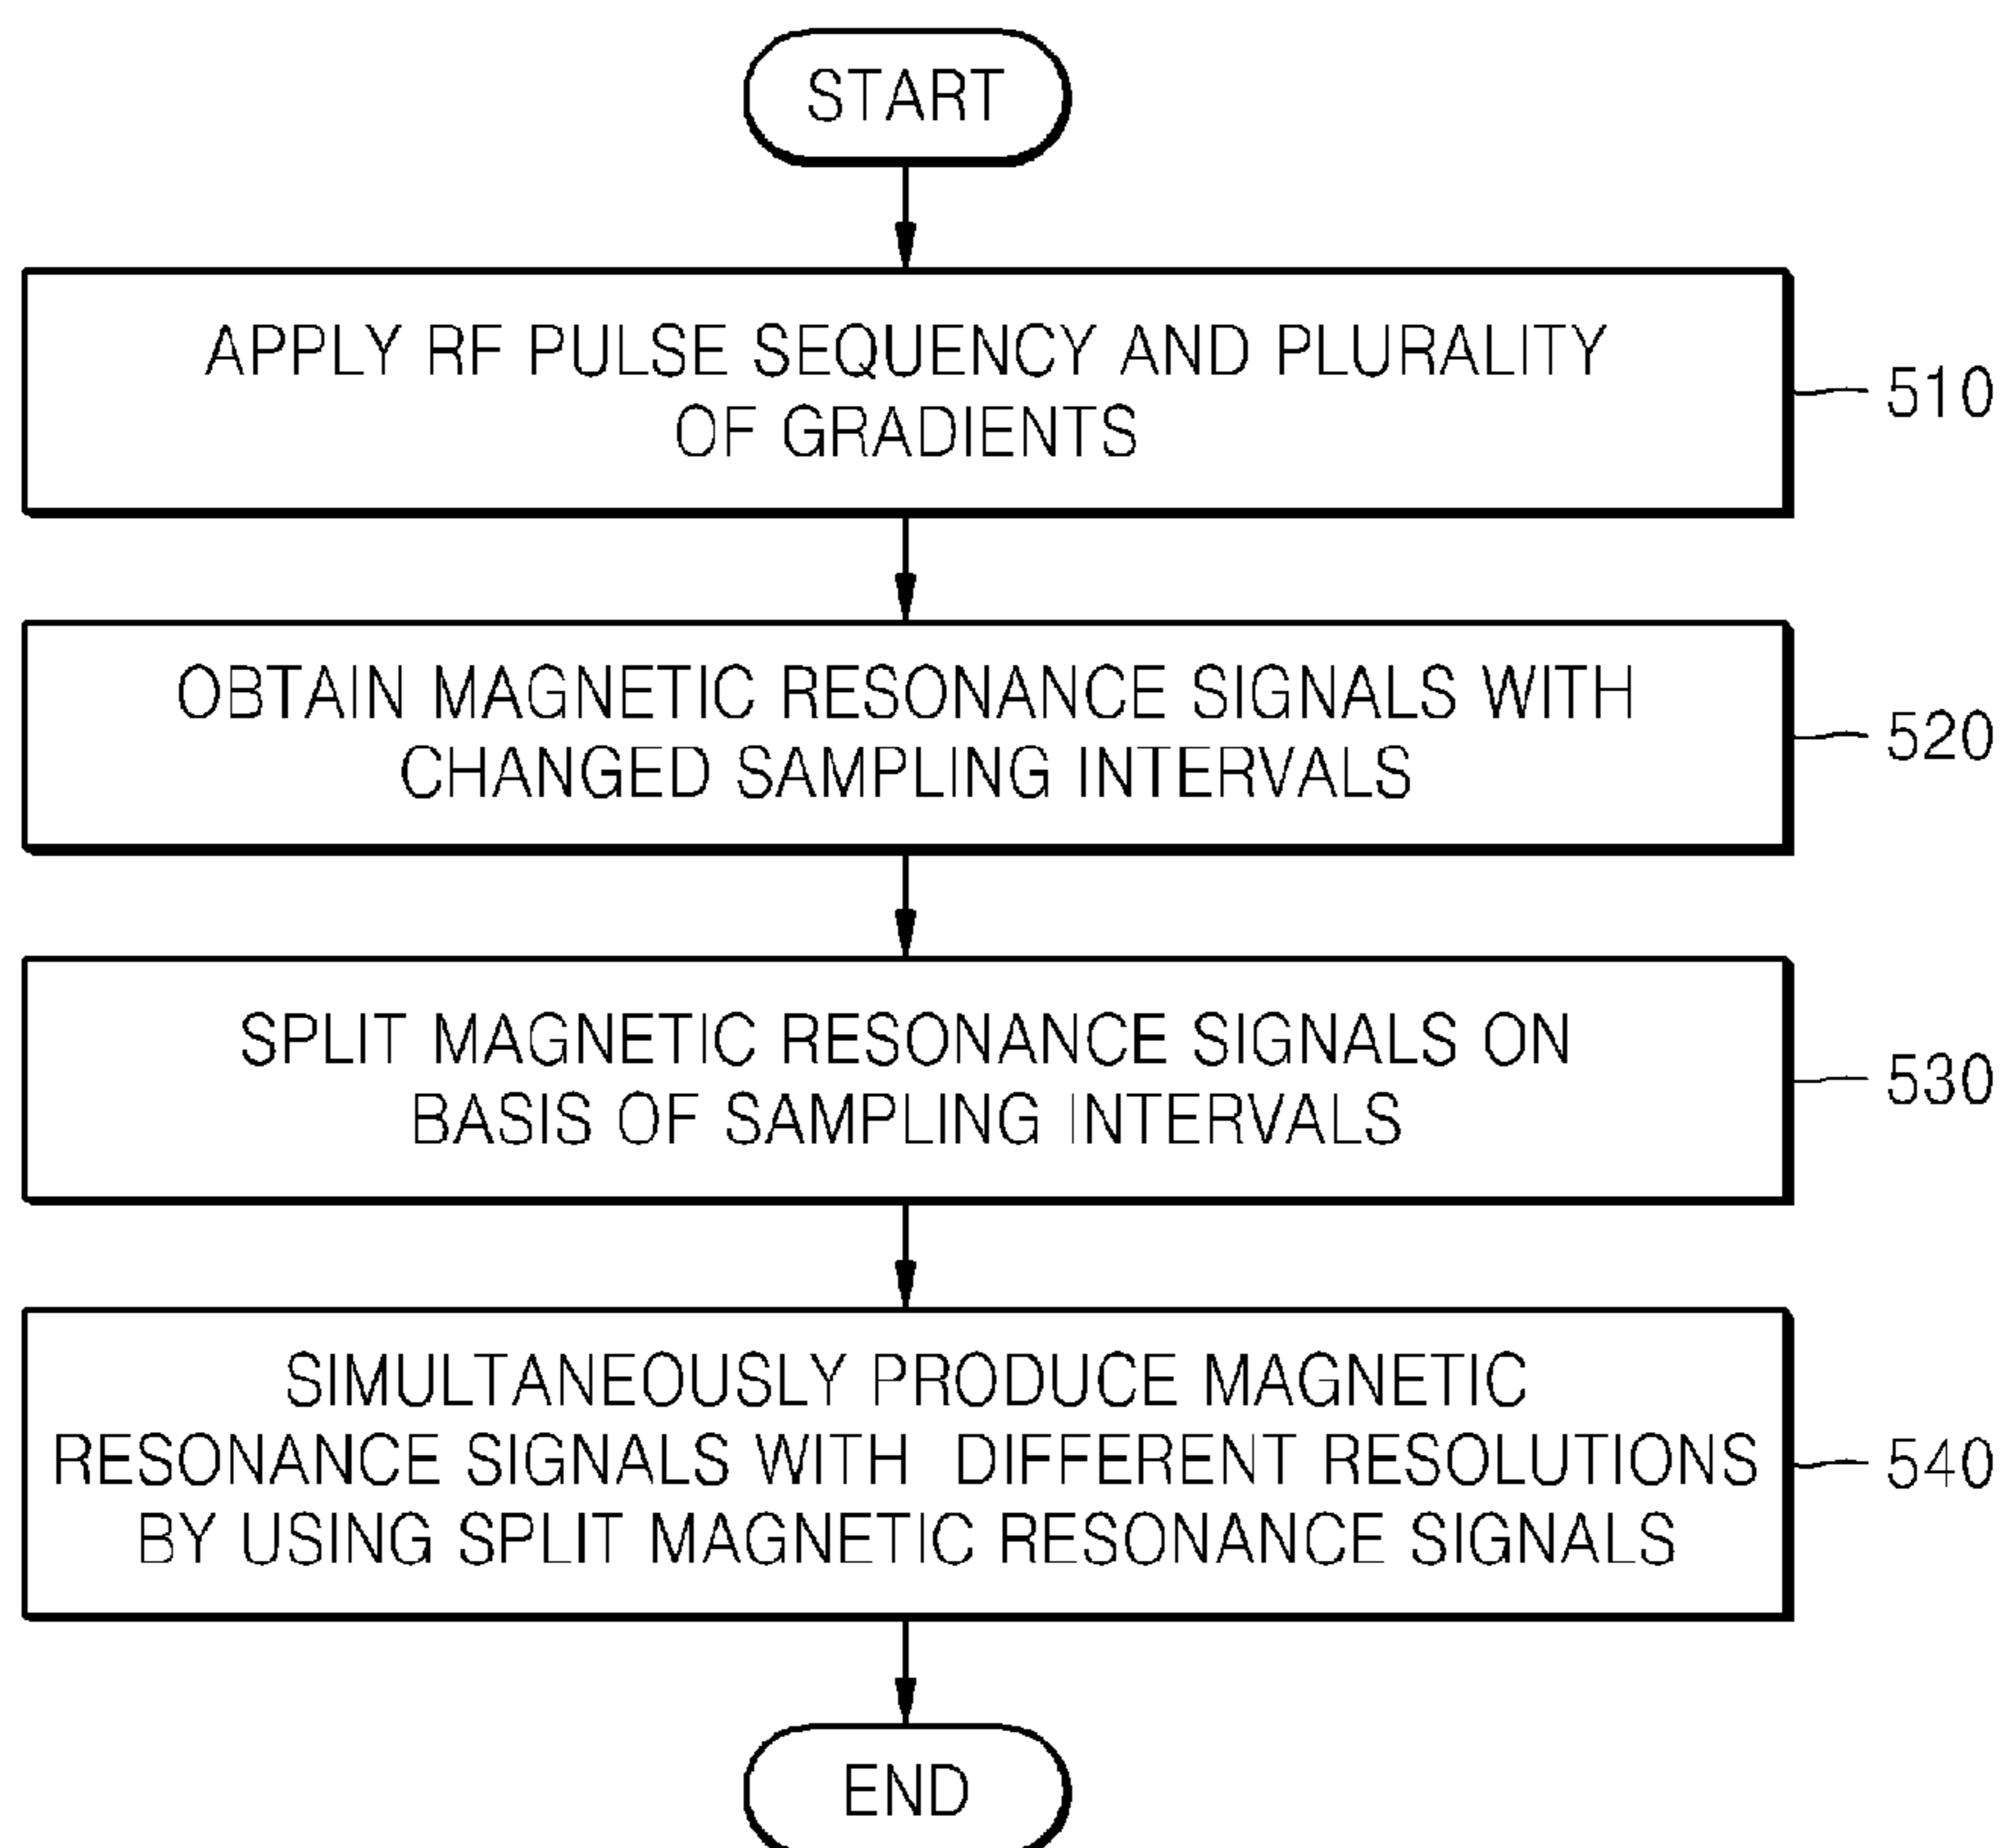 START
APPLY RF PULSE SEQUENCY AND PLURALITY
OF GRADIENTS
510
OBTAIN MAGNETIC RESONANCE SIGNALS WITH
CHANGED SAMPLING INTERVALS
520
SPLIT MAGNETIC RESONANCE SIGNALS ON
BASIS OF SAMPLING INTERVALS
530
SIMULTANEOUSLY PRODUCE MAGNETIC
RESONANCE SIGNALS WITH DIFFERENT RESOLUTIONS
BY USING SPLIT MAGNETIC RESONANCE SIGNALS
540
END